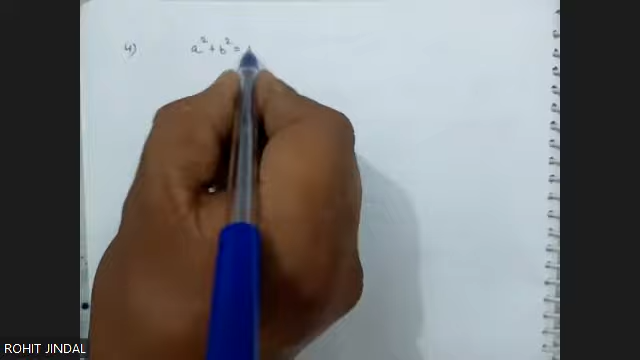 4) a² + b² =
ROHIT JINDAL